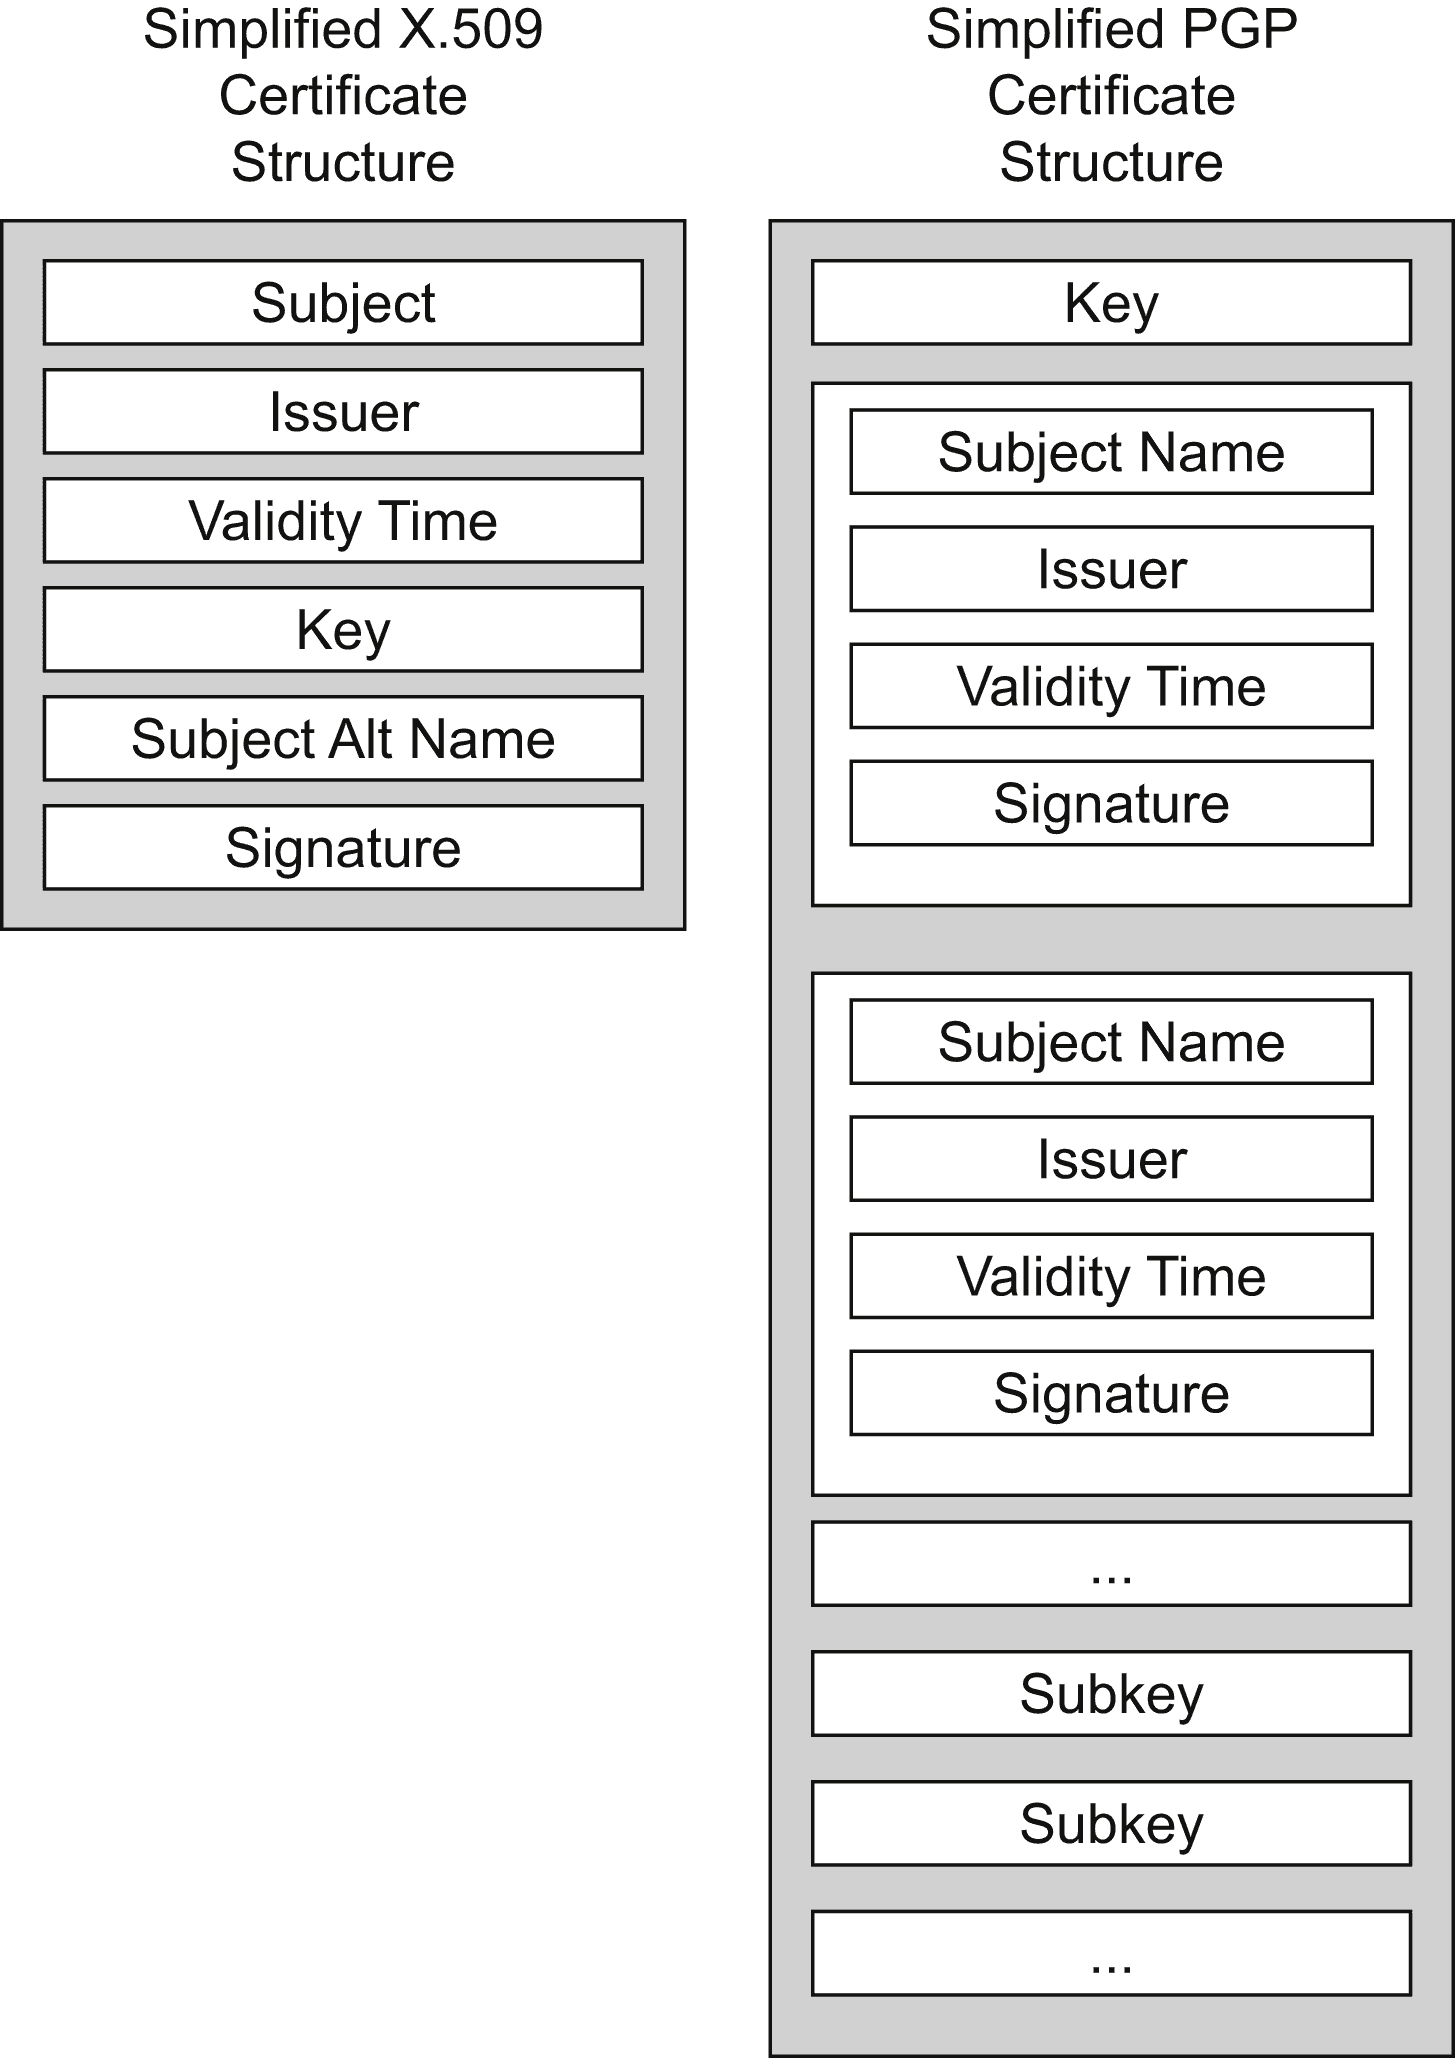 Simplified X.509
Certificate
Structure
Subject
Issuer
Validity Time
Key
Subject Alt Name
Signature
Simplified PGP
Certificate
Structure
Key
Subject Name
Issuer
Validity Time
Signature
Subject Name
Issuer
Validity Time
Signature
...
Subkey
Subkey
...